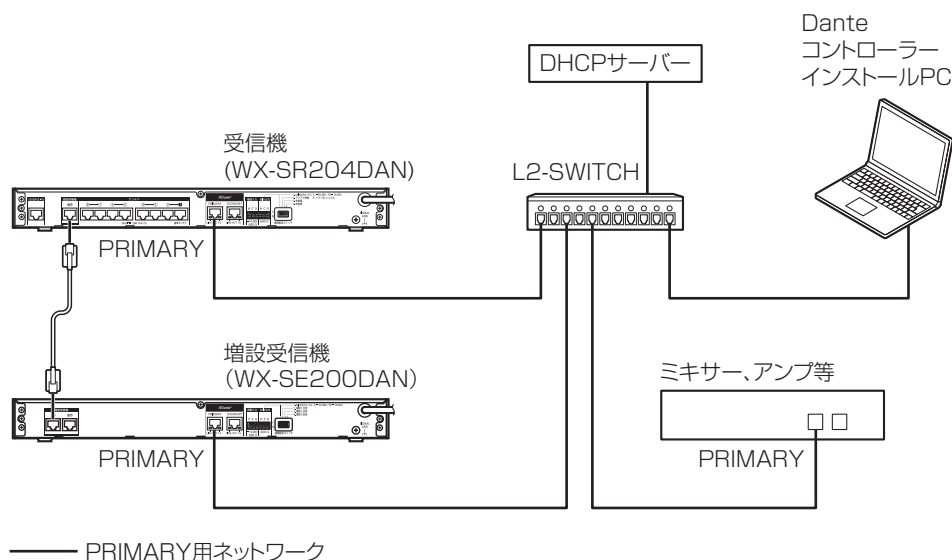 Dante
コントローラー
インストールPC
DHCPサーバー
受信機
(WX-SR204DAN)
L2-SWITCH
PRIMARY
増設受信機
（WX-SE200DAN）
ミキサー、アンプ等
PRIMARY
PRIMARY
PRIMARY用ネットワーク